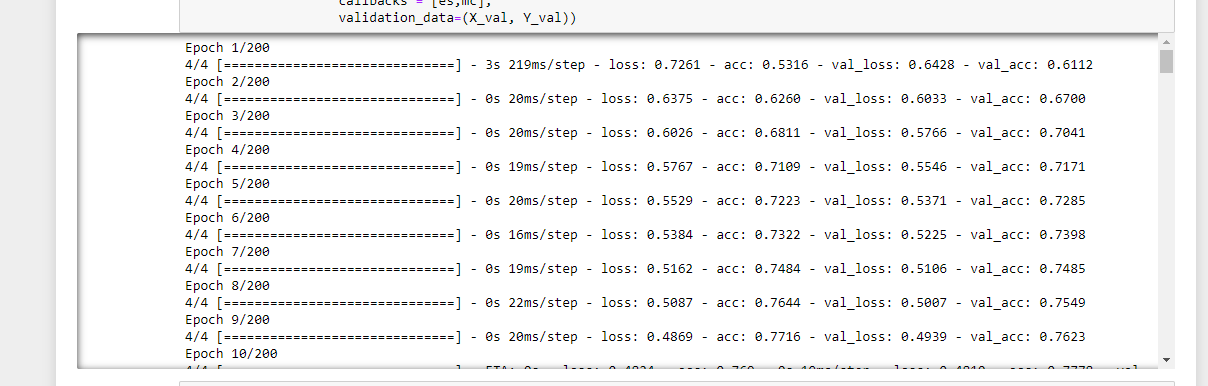 callbacks = [es,mc],
validation_data=(X_val, Y_val))
Epoch 1/200
4/4 [==============================] - 3s 219ms/step - loss: 0.7261 - acc: 0.5316 - val_loss: 0.6428 - val_acc: 0.6112
Epoch 2/200
4/4 [==============================] - 0s 20ms/step - loss: 0.6375 - acc: 0.6260 - val_loss: 0.6033 - val_acc: 0.6700
Epoch 3/200
4/4 [==============================] - 0s 20ms/step - loss: 0.6026 - acc: 0.6811 - val_loss: 0.5766 - val_acc: 0.7041
Epoch 4/200
4/4 [==============================] - 0s 19ms/step - loss: 0.5767 - acc: 0.7109 - val_loss: 0.5546 - val_acc: 0.7171
Epoch 5/200
4/4 [==============================] - 0s 20ms/step - loss: 0.5529 - acc: 0.7223 - val_loss: 0.5371 - val_acc: 0.7285
Epoch 6/200
4/4 [==============================] - 0s 16ms/step - loss: 0.5384 - acc: 0.7322 - val_loss: 0.5225 - val_acc: 0.7398
Epoch 7/200
4/4 [==============================] - 0s 19ms/step - loss: 0.5162 - acc: 0.7484 - val_loss: 0.5106 - val_acc: 0.7485
Epoch 8/200
4/4 [==============================] - 0s 22ms/step - loss: 0.5087 - acc: 0.7644 - val_loss: 0.5007 - val_acc: 0.7549
Epoch 9/200
4/4 [==============================] - 0s 20ms/step - loss: 0.4869 - acc: 0.7716 - val_loss: 0.4939 - val_acc: 0.7623
Epoch 10/200